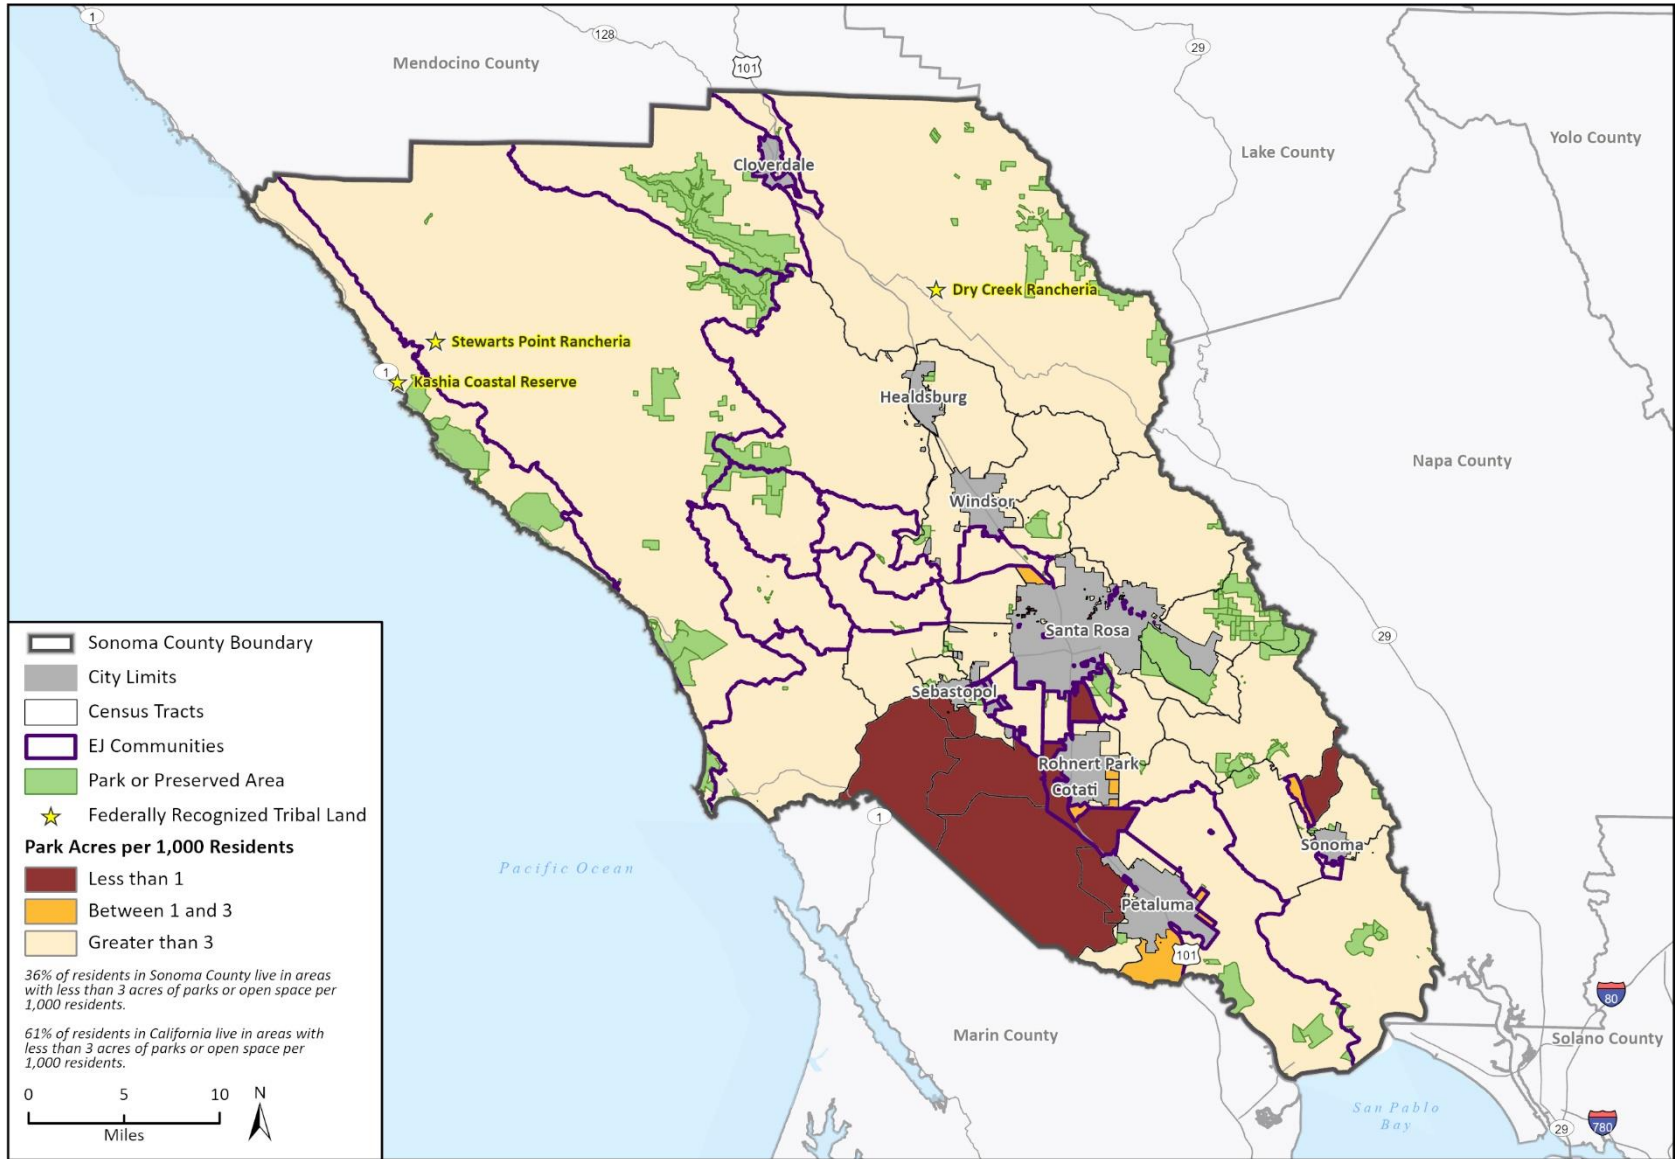 1
128
29
101
Mendocino County
Lake County
Yolo County
Cloverdale
Dry Creek Rancheria
Stewarts Point Rancheria
1
Kashia Coastal Reserve
Healdsburg
Napa County
Windsor
Santa Rosa
29
Sebastopol
Rohnert Park
Cotati
1
Sonoma
Pacific Ocean
Petaluma
101
80
Marin County
Solano County
San Pablo
Bay
29
780
Sonoma County Boundary
City Limits
Census Tracts
EJ Communities
Park or Preserved Area
Federally Recognized Tribal Land
Park Acres per 1,000 Residents
Less than 1
Between 1 and 3
Greater than 3
36% of residents in Sonoma County live in areas
with less than 3 acres of parks or open space per
1,000 residents.
61% of residents in California live in areas with
less than 3 acres of parks or open space per
1,000 residents.
0 5 10
Miles
N